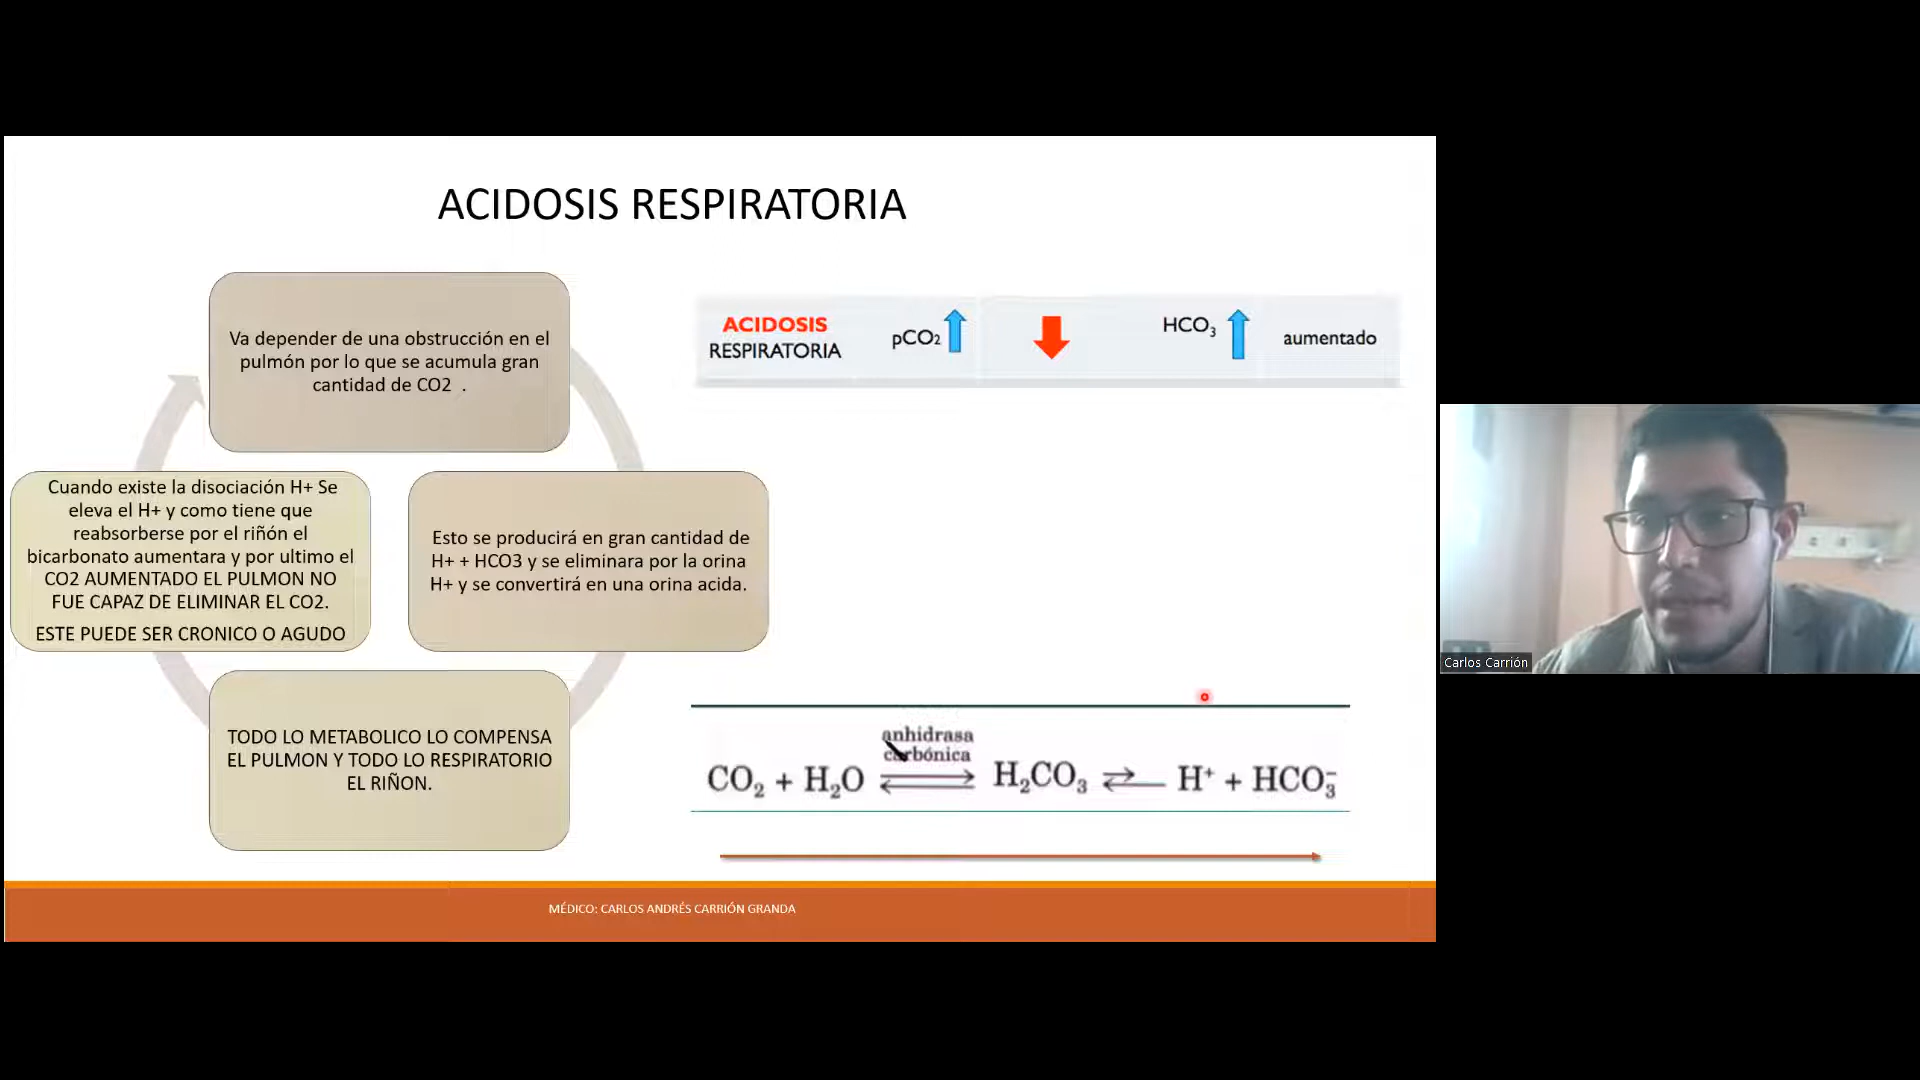 ACIDOSIS RESPIRATORIA
Va depender de una obstrucción en el
pulmón por lo que se acumula gran
cantidad de CO2 .
Esto se producirá en gran cantidad de
H+ + HCO3 y se eliminara por la orina
H+ y se convertirá en una orina acida.
TODO LO METABOLICO LO COMPENSA
EL PULMON Y TODO LO RESPIRATORIO
EL RIÑON.
Cuando existe la disociación H+ Se
eleva el H+ y como tiene que
reabsorberse por el riñón el
bicarbonato aumentara y por ultimo el
CO2 AUMENTADO EL PULMON NO
FUE CAPAZ DE ELIMINAR EL CO2.
ESTE PUEDE SER CRONICO O AGUDO
ACIDOSIS
RESPIRATORIA
pCO₂
HCO₃
aumentado
anhidrasa
carbónica
CO₂ + H₂O ⇌ H₂CO₃ ⇌ H⁺ + HCO₃⁻
MÉDICO: CARLOS ANDRÉS CARRIÓN GRANDA
Carlos Carrión